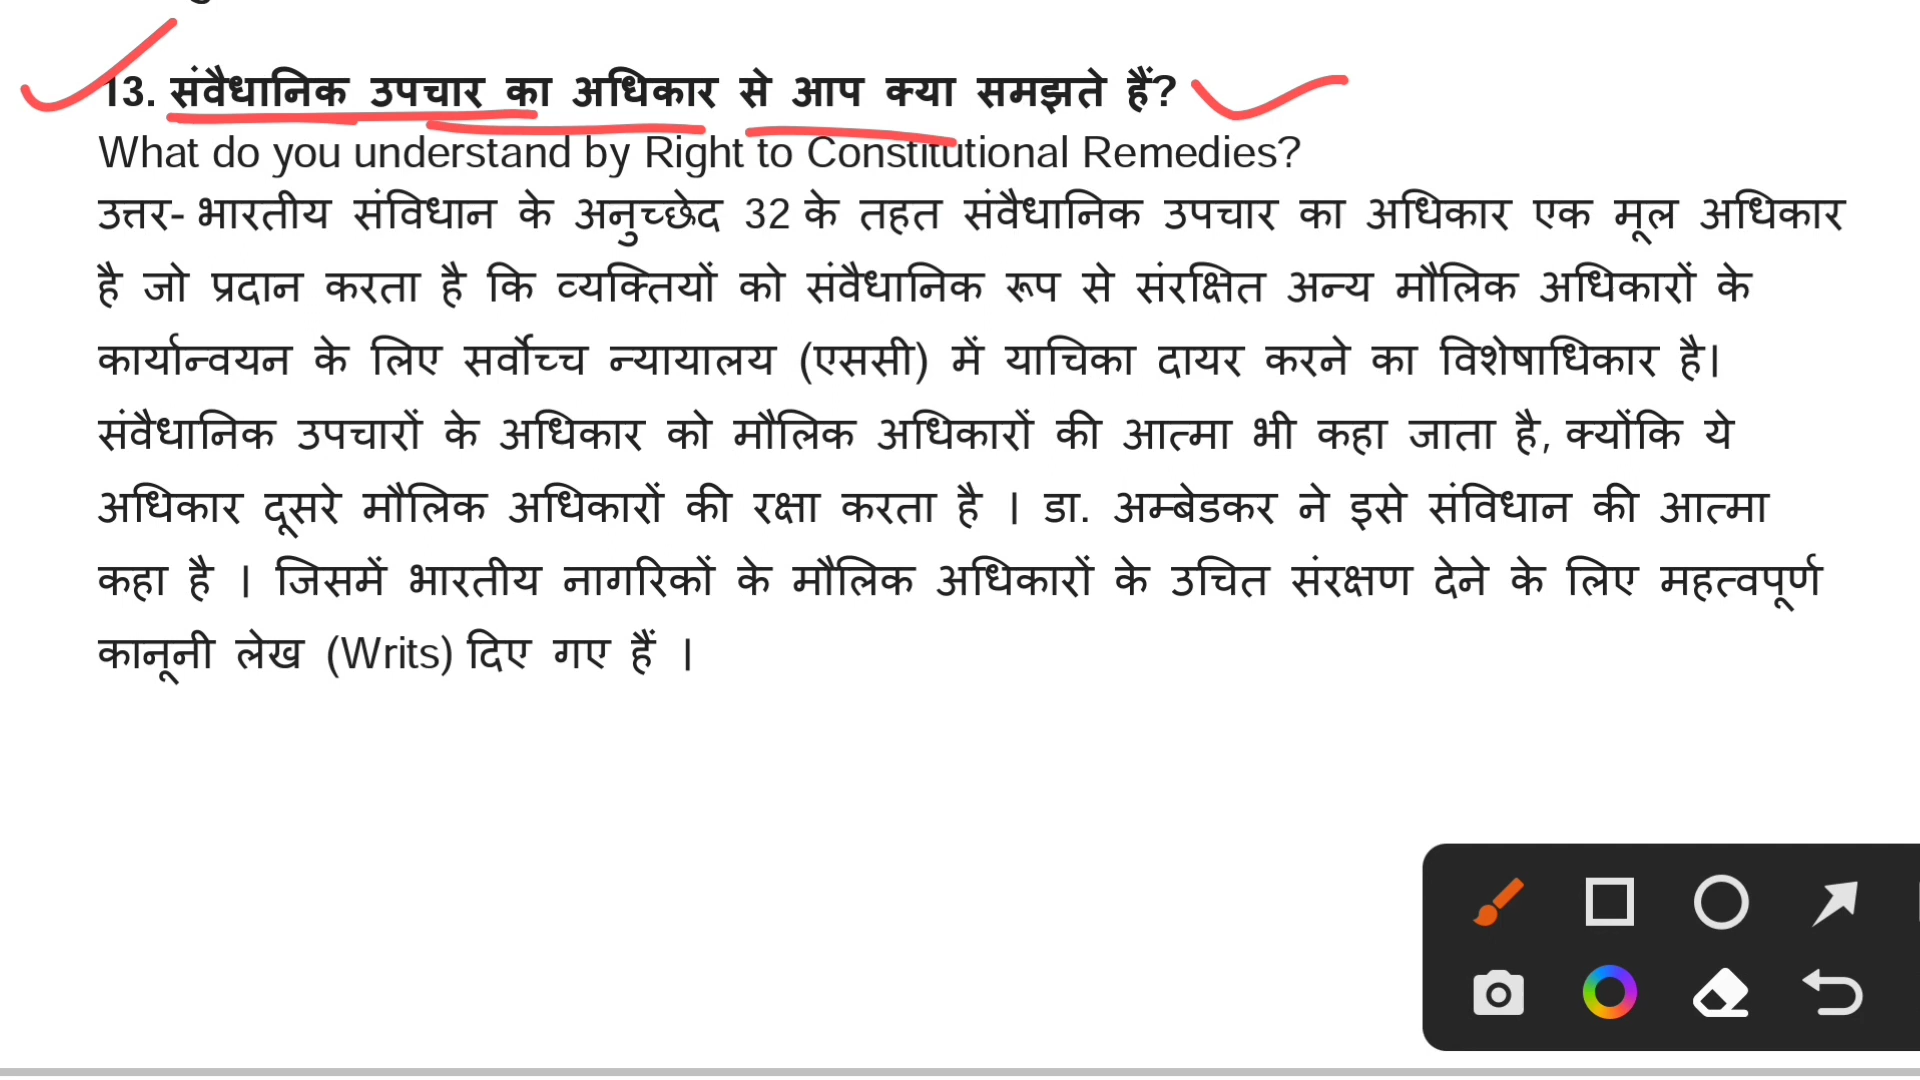 13. संवैधानिक उपचार का अधिकार से आप क्या समझते हैं?
What do you understand by Right to Constitutional Remedies?
उत्तर- भारतीय संविधान के अनुच्छेद 32 के तहत संवैधानिक उपचार का अधिकार एक मूल अधिकार
है जो प्रदान करता है कि व्यक्तियों को संवैधानिक रूप से संरक्षित अन्य मौलिक अधिकारों के
कार्यान्वयन के लिए सर्वोच्च न्यायालय (एससी) में याचिका दायर करने का विशेषाधिकार है।
संवैधानिक उपचारों के अधिकार को मौलिक अधिकारों की आत्मा भी कहा जाता है, क्योंकि ये
अधिकार दूसरे मौलिक अधिकारों की रक्षा करता है । डा. अम्बेडकर ने इसे संविधान की आत्मा
कहा है । जिसमें भारतीय नागरिकों के मौलिक अधिकारों के उचित संरक्षण देने के लिए महत्वपूर्ण
कानूनी लेख (Writs) दिए गए हैं ।